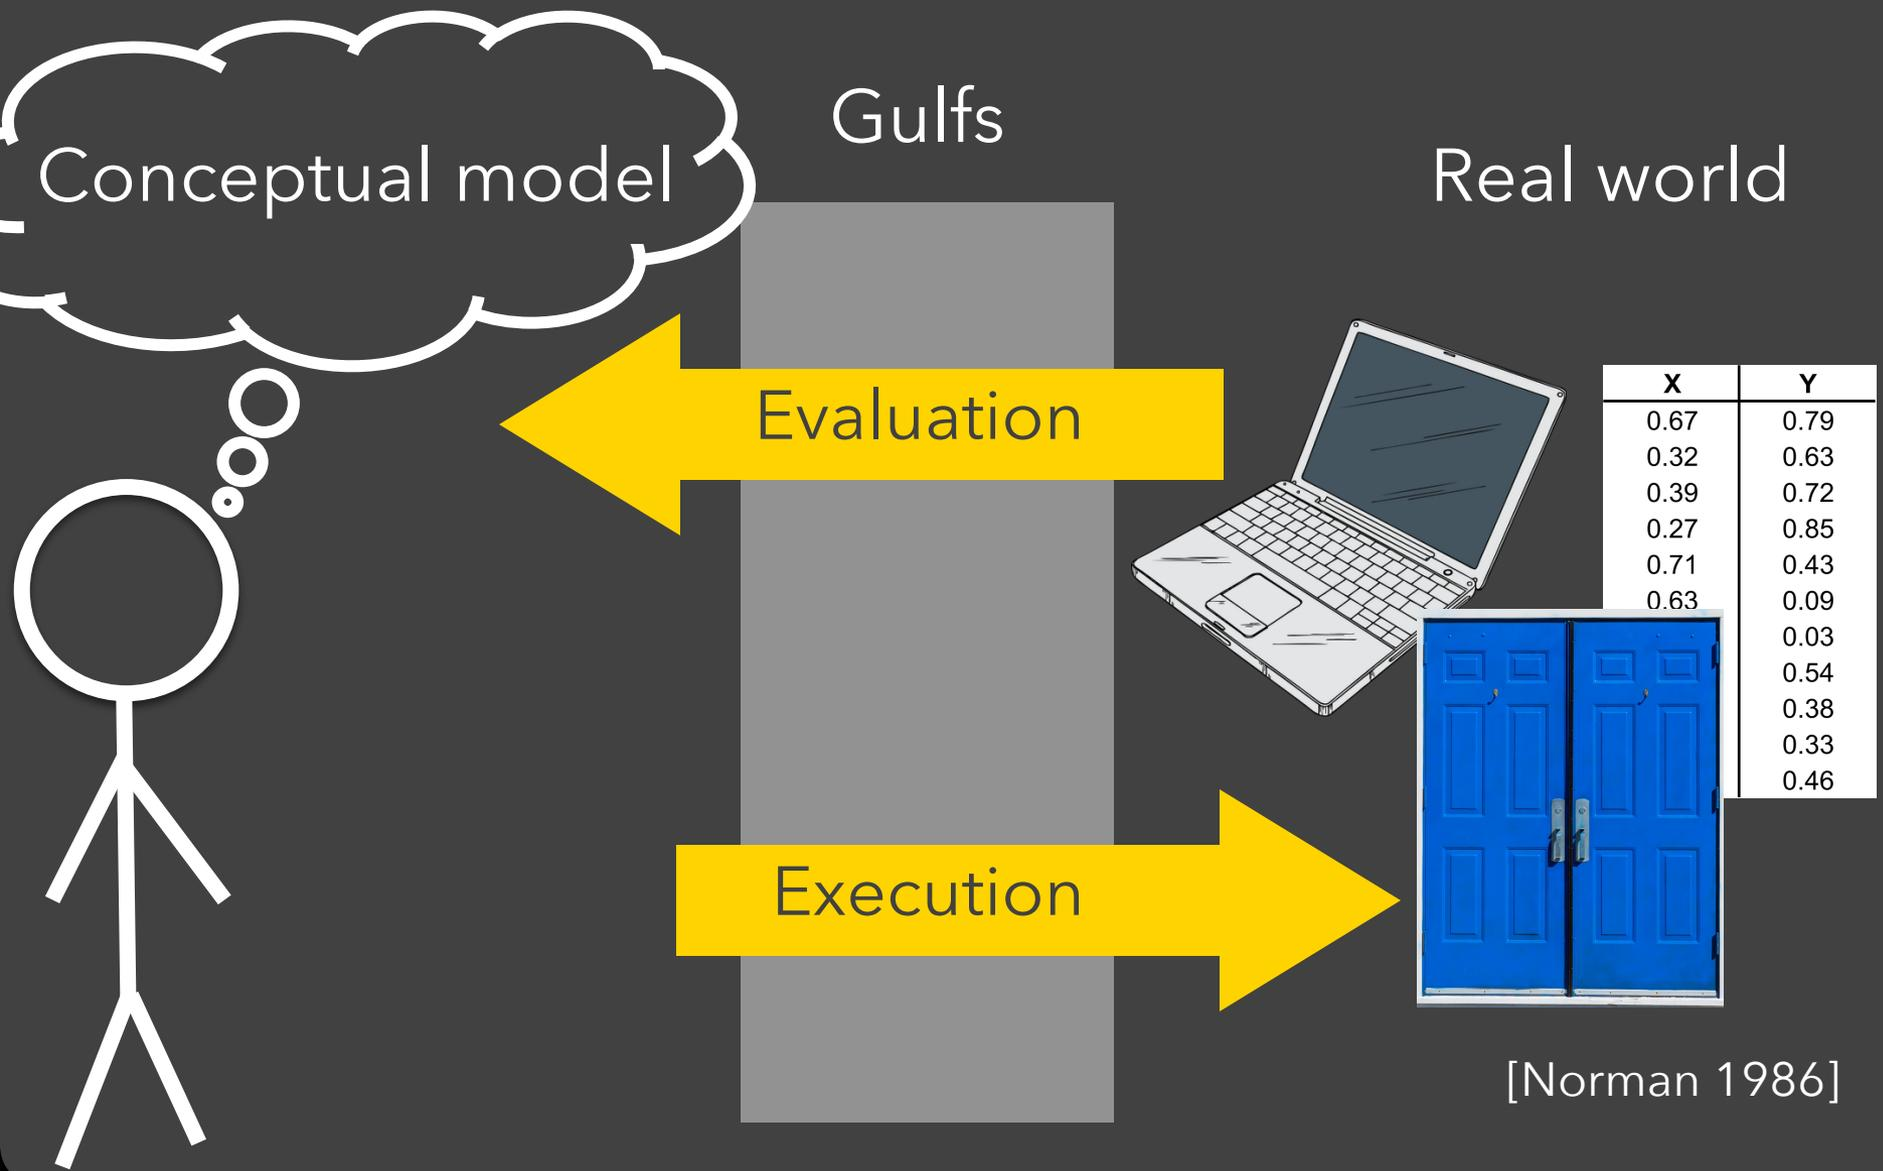 Gulfs
Conceptual model
Real world
Evaluation
X Y
0.67 0.79
0.32 0.63
0.39 0.72
0.27 0.85
0.71 0.43
0.63 0.09
0.03
0.54
0.38
0.33
0.46
Execution
[Norman 1986]